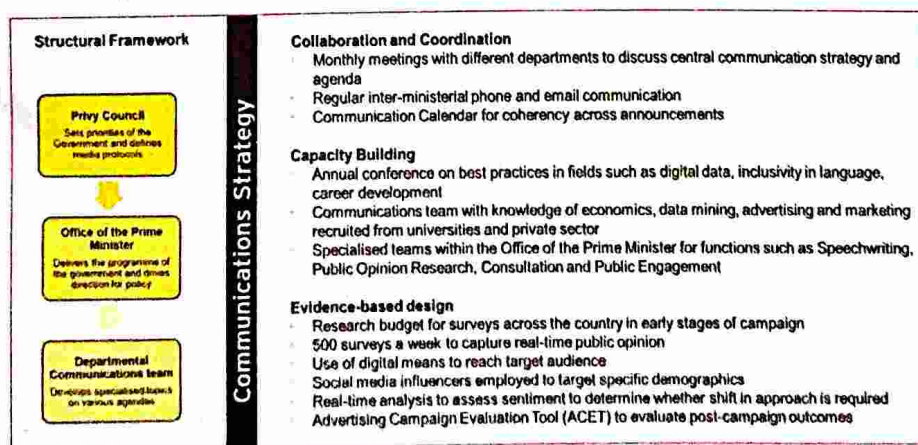 Structural Framework
Privy Council
Sets priorities of the
Government and defines
media protocols
Office of the Prime
Minister
Delivers the programme of
the government and drives
direction for policy
Departmental
Communications team
Develops specialised topics
on various agendas
Communications Strategy
Collaboration and Coordination
Monthly meetings with different departments to discuss central communication strategy and
agenda
Regular inter-ministerial phone and email communication
Communication Calendar for coherency across announcements
Capacity Building
Annual conference on best practices in fields such as digital data, inclusivity in language,
career development
Communications team with knowledge of economics, data mining, advertising and marketing
recruited from universities and private sector
Specialised teams within the Office of the Prime Minister for functions such as Speechwriting,
Public Opinion Research, Consultation and Public Engagement
Evidence-based design
Research budget for surveys across the country in early stages of campaign
500 surveys a week to capture real-time public opinion
Use of digital means to reach target audience
Social media influencers employed to target specific demographics
Real-time analysis to assess sentiment to determine whether shift in approach is required
Advertising Campaign Evaluation Tool (ACET) to evaluate post-campaign outcomes